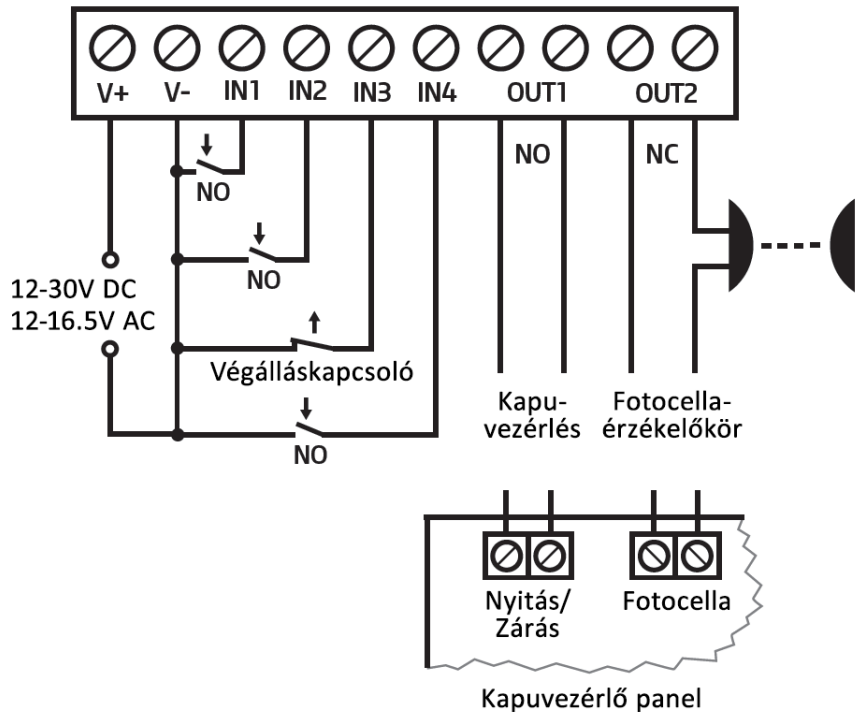 V+ V- IN1 IN2 IN3 IN4 OUT1 OUT2
NO NC
NO
NO
12-30V DC
12-16.5V AC
Végálláskapcsoló
NO
Kapu-
vezérlés
Fotocella-
érzékelőkör
Nyitás/
Zárás
Fotocella
Kapuvezérlő panel